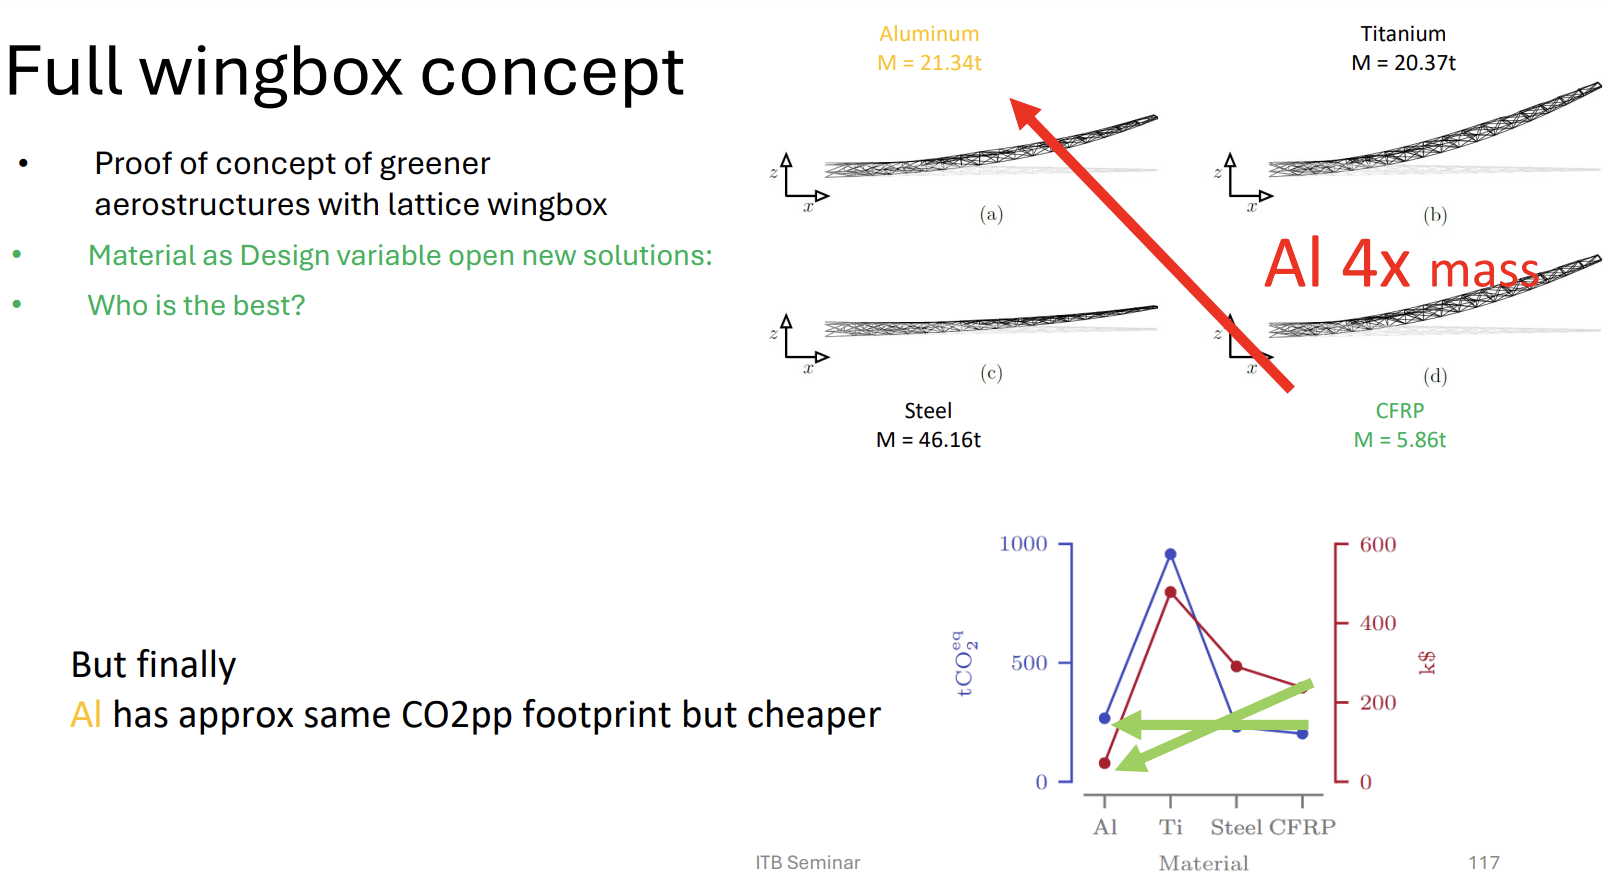 Full wingbox concept
• Proof of concept of greener
aerostructures with lattice wingbox
• Material as Design variable open new solutions:
• Who is the best?
Aluminum
M = 21.34t
z
x
(a)
Titanium
M = 20.37t
z
x
(b)
Al 4x mass
z
x
(c)
Steel
M = 46.16t
z
x
(d)
CFRP
M = 5.86t
But finally
Al has approx same CO2pp footprint but cheaper
1000
500
0
tCO₂^eq
600
400
200
0
k$
Al Ti Steel CFRP
Material
ITB Seminar
117